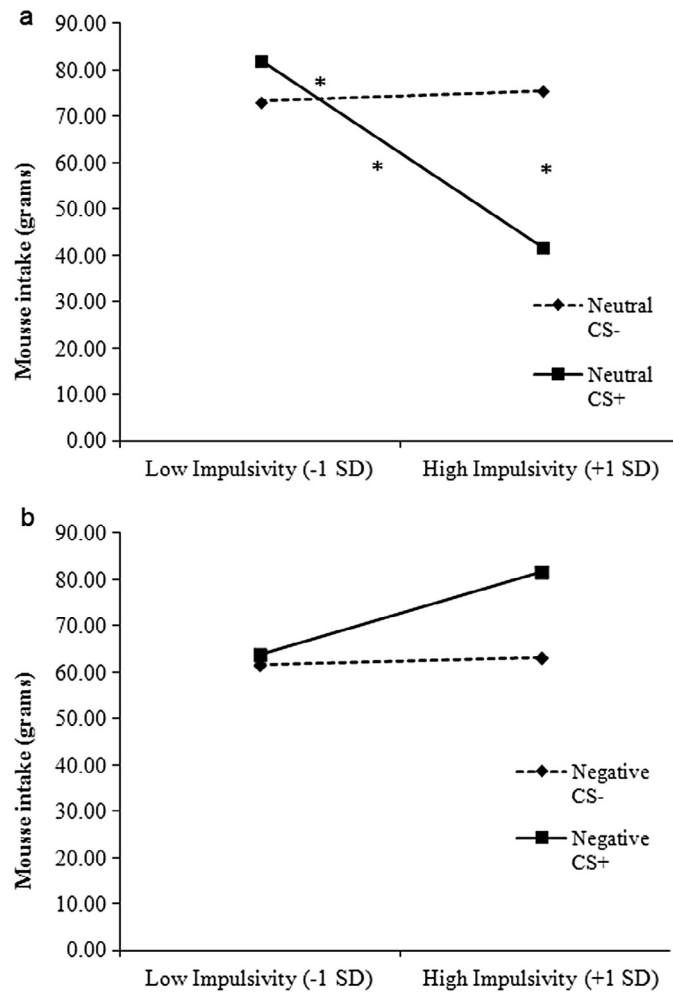 a
90.00
80.00
70.00
60.00
50.00
40.00
30.00
20.00
10.00
0.00
Mousse intake (grams)
*
*
*
Neutral
CS-
Neutral
CS+
Low Impulsivity (-1 SD)
High Impulsivity (+1 SD)
b
90.00
80.00
70.00
60.00
50.00
40.00
30.00
20.00
10.00
0.00
Mousse intake (grams)
Negative
CS-
Negative
CS+
Low Impulsivity (-1 SD)
High Impulsivity (+1 SD)